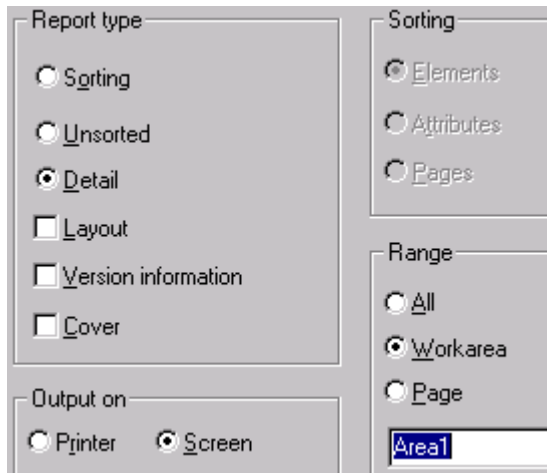 Report type
Sorting
Unsorted
Detail
Layout
Version information
Cover
Output on
Printer Screen
Sorting
Elements
Attributes
Pages
Range
All
Workarea
Page
Area1